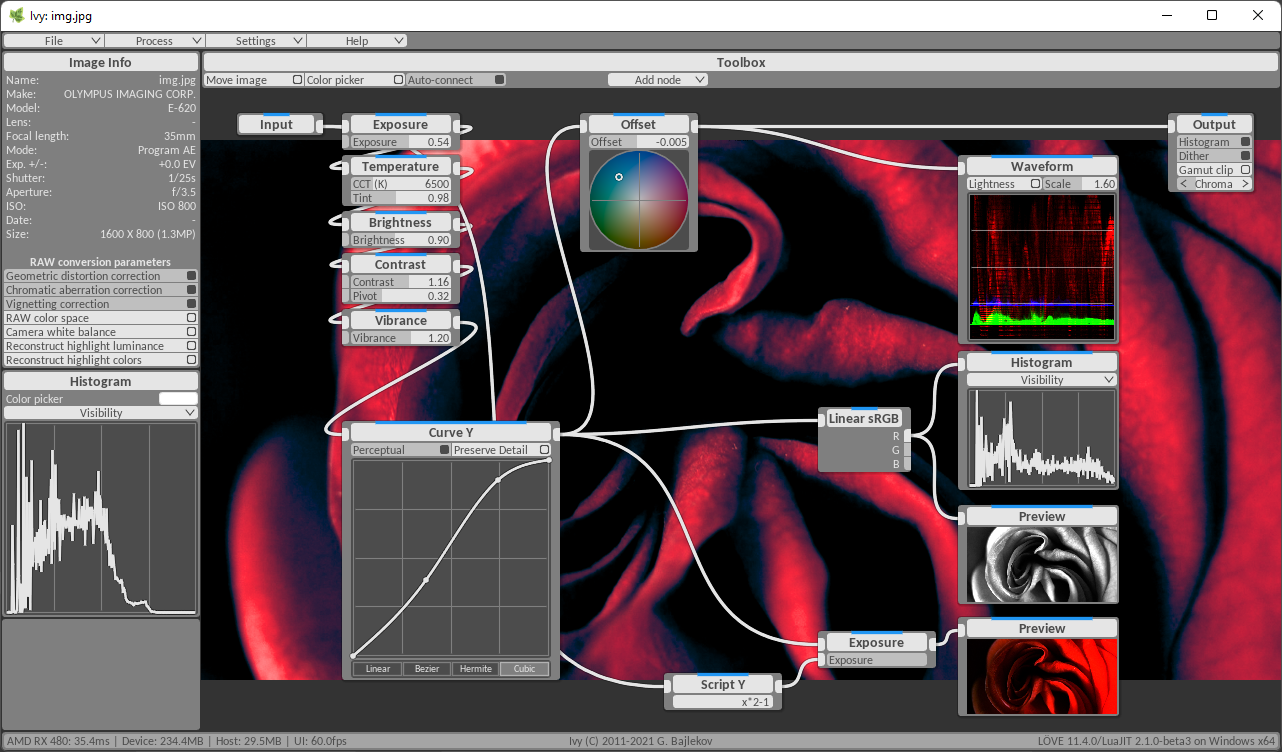 Ivy: img.jpg
File Process Settings Help
Image Info
Name: img.jpg
Make: OLYMPUS IMAGING CORP.
Model: E-620
Lens: -
Focal length: 35mm
Mode: Program AE
Exp. +/-: +0.0 EV
Shutter: 1/25s
Aperture: f/3.5
ISO: ISO 800
Date: -
Size: 1600 X 800 (1.3MP)
RAW conversion parameters
Geometric distortion correction
Chromatic aberration correction
Vignetting correction
RAW color space
Camera white balance
Reconstruct highlight luminance
Reconstruct highlight colors
Histogram
Color picker
Visibility
Toolbox
Move image Color picker Auto-connect Add node
Input
Exposure
Exposure 0.54
Temperature
CCT (K) 6500
Tint 0.98
Brightness
Brightness 0.90
Contrast
Contrast 1.16
Pivot 0.32
Vibrance
Vibrance 1.20
Curve Y
Perceptual Preserve Detail
Linear Bezier Hermite Cubic
Offset
Offset -0.005
Script Y
x*2-1
Linear sRGB
R
G
B
Exposure
Exposure
Waveform
Lightness Scale 1.60
Histogram
Visibility
Preview
Preview
Output
Histogram
Dither
Gamut clip
< Chroma >
AMD RX 480: 35.4ms | Device: 234.4MB | Host: 29.5MB | UI: 60.0fps
Ivy (C) 2011-2021 G. Bajlekov
LÖVE 11.4.0/LuaJIT 2.1.0-beta3 on Windows x64